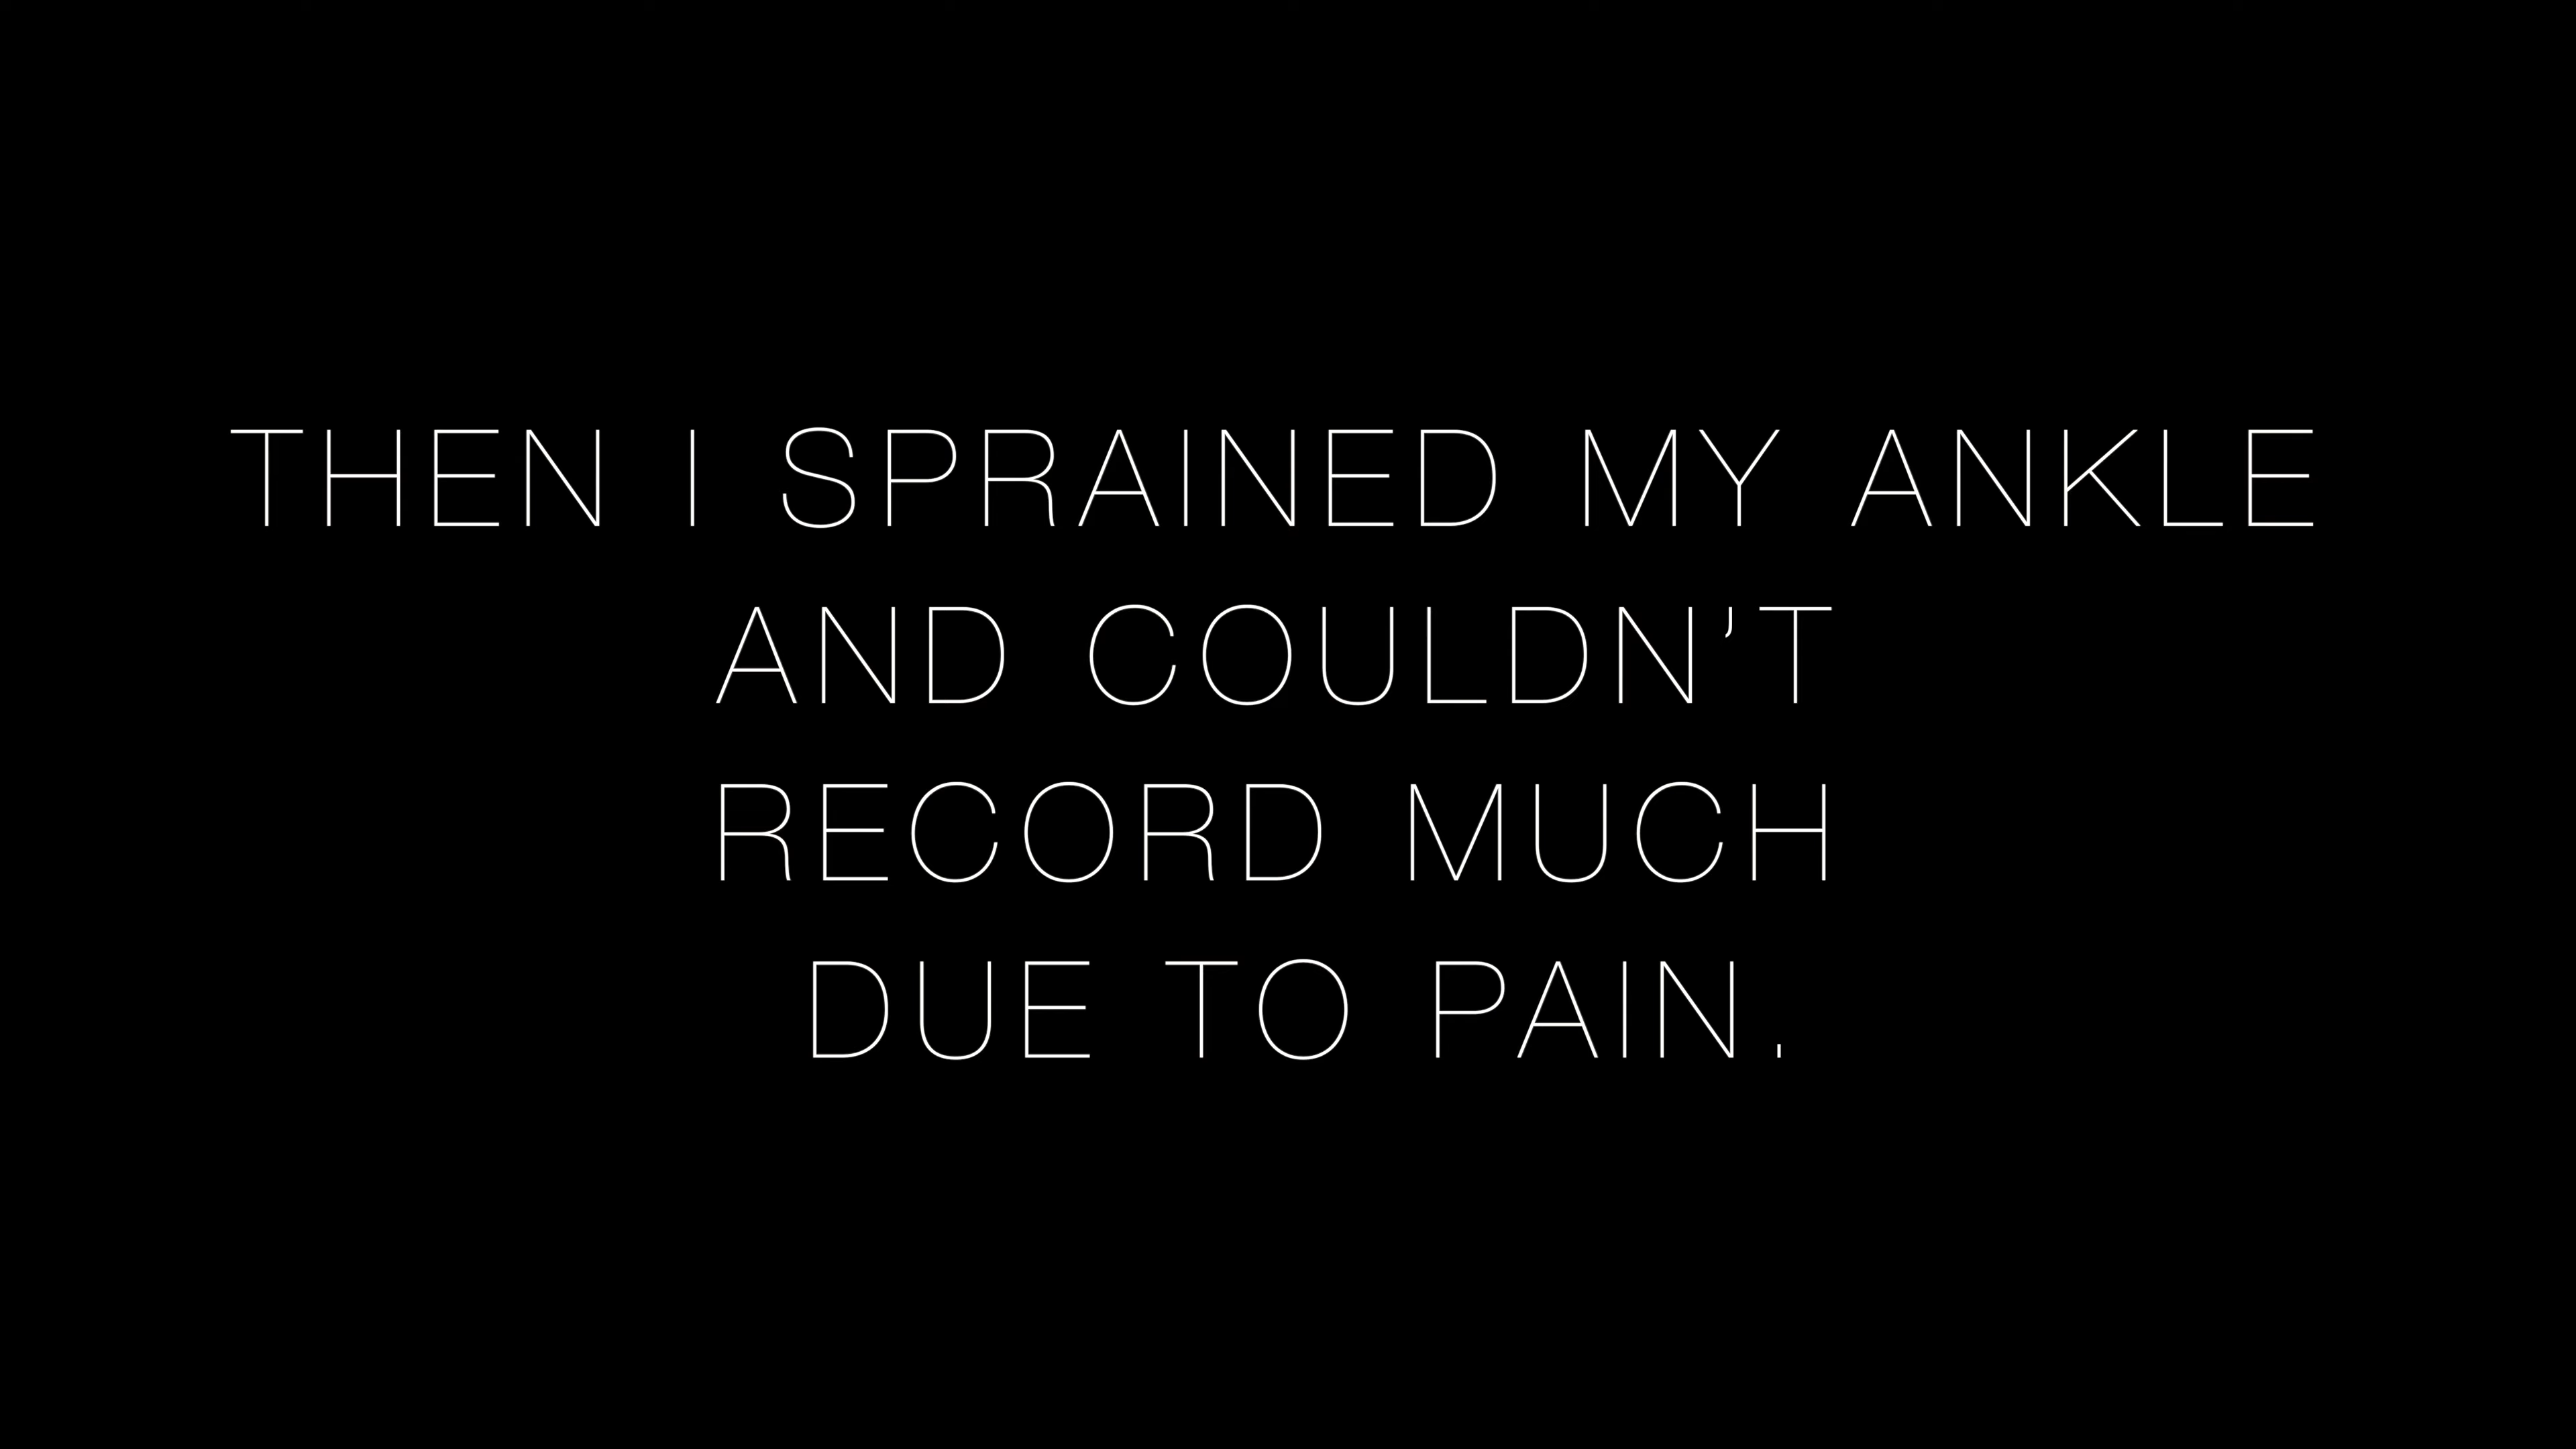 THEN I SPRAINED MY ANKLE
AND COULDN’T
RECORD MUCH
DUE TO PAIN.